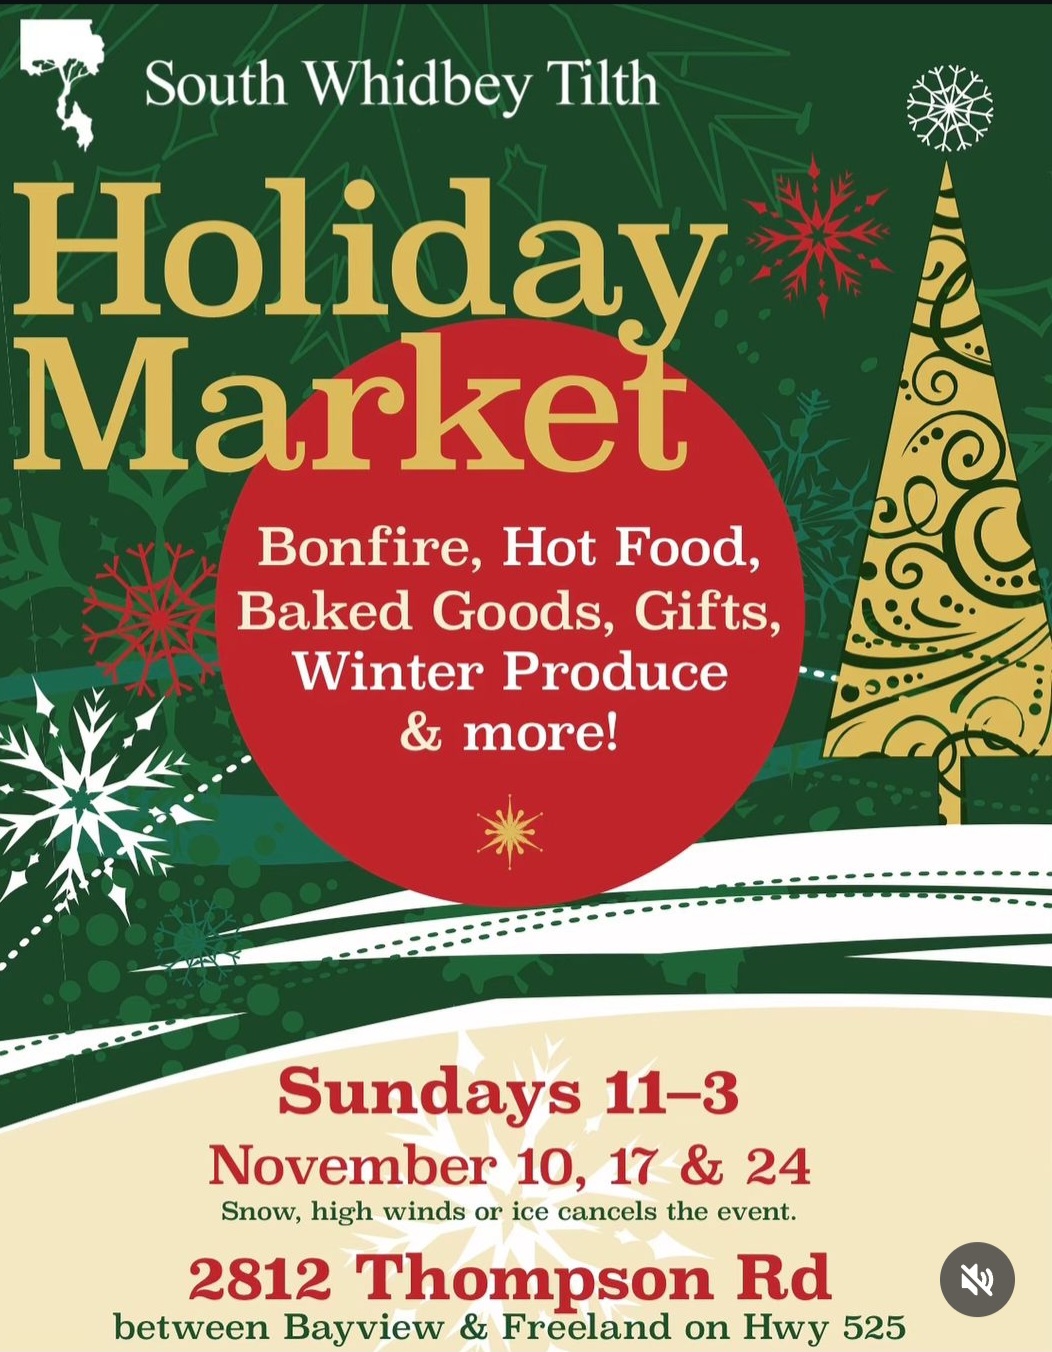 South Whidbey Tilth
Holiday
Market
Bonfire, Hot Food,
Baked Goods, Gifts,
Winter Produce
& more!
Sundays 11–3
November 10, 17 & 24
Snow, high winds or ice cancels the event.
2812 Thompson Rd
between Bayview & Freeland on Hwy 525